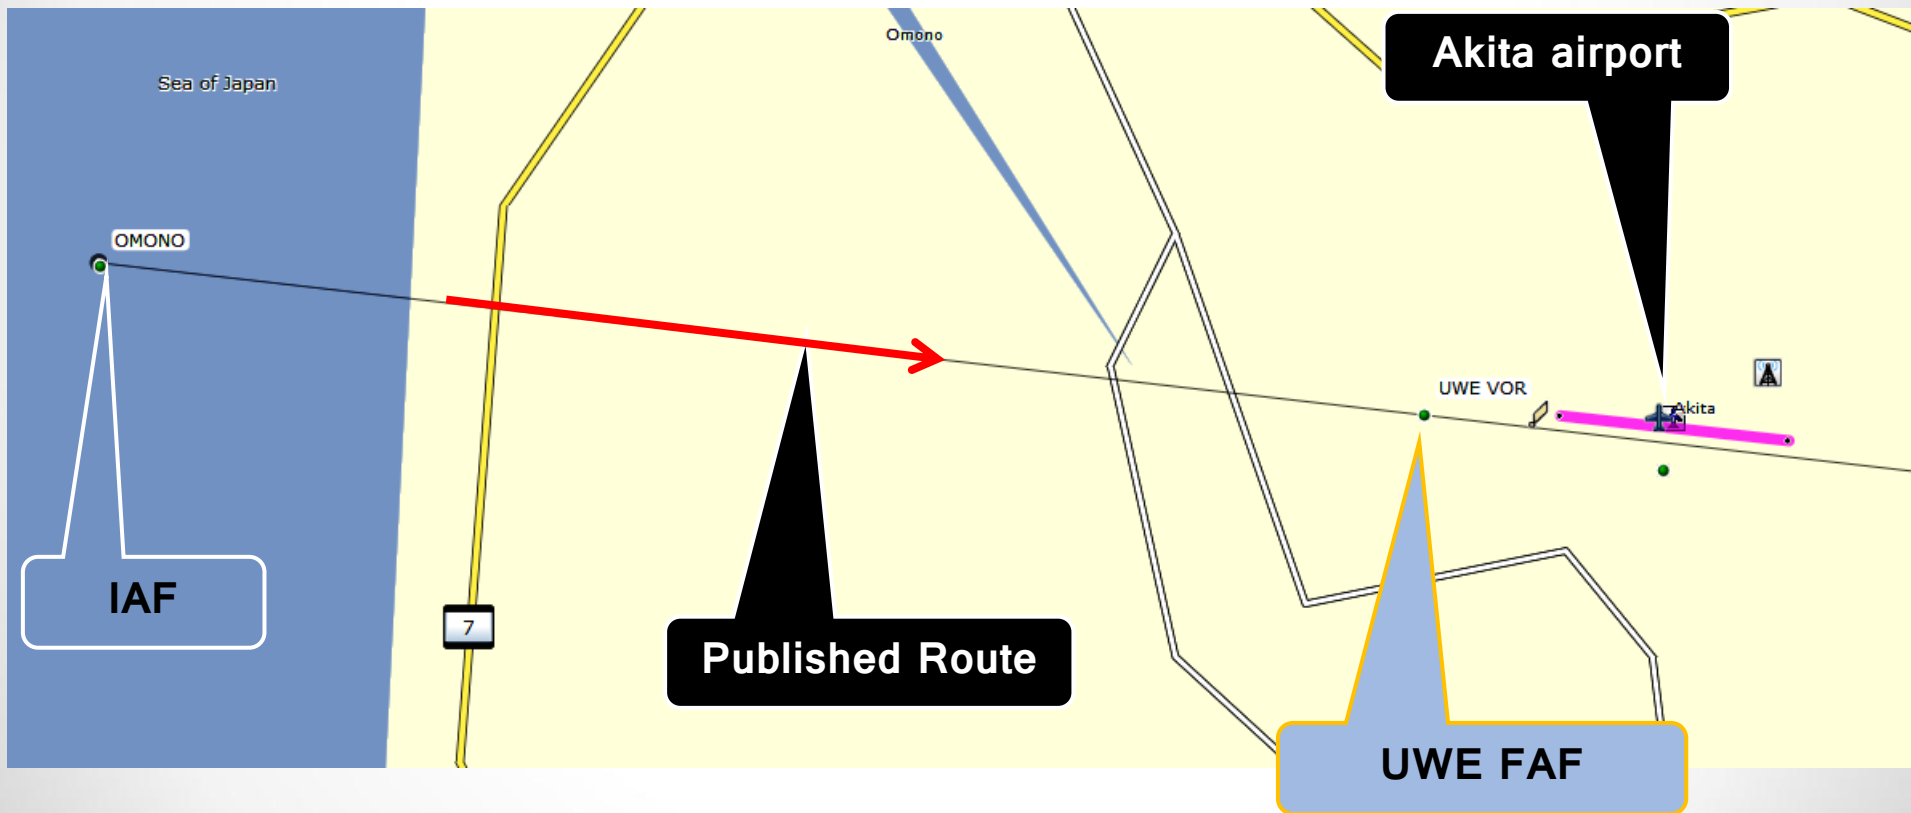 Omono
Akita airport
Sea of Japan
OMONO
UWE VOR
Akita
IAF
7
Published Route
UWE FAF